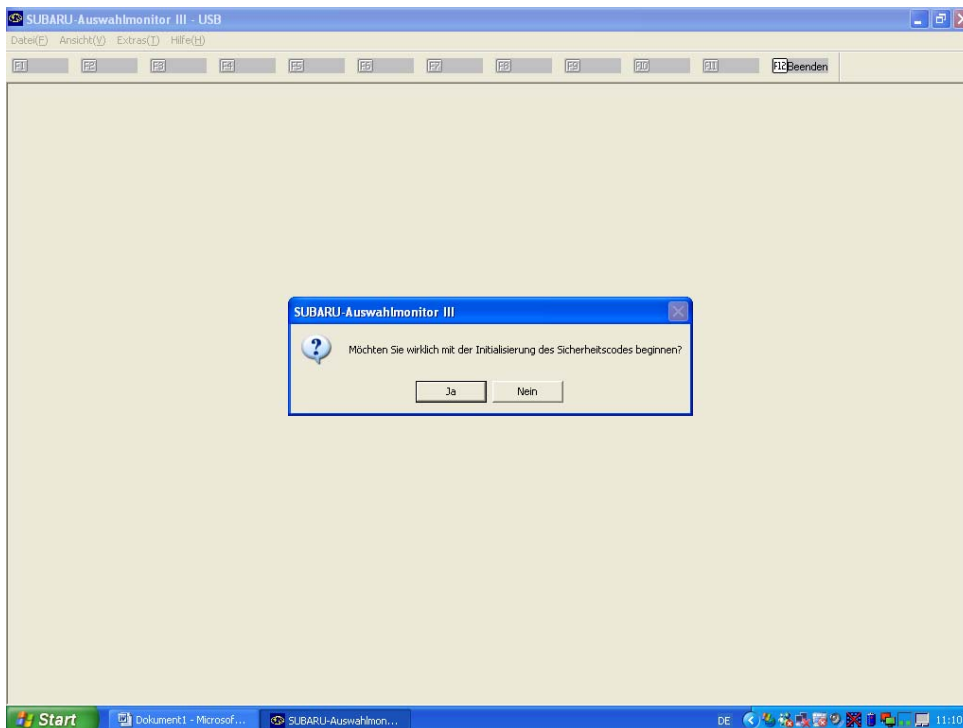 SUBARU-Auswahlmonitor III - USB
Datei(F) Ansicht(V) Extras(T) Hilfe(H)
F1 F2 F3 F4 F5 F6 F7 F8 F9 F10 F11 F12 Beenden
SUBARU-Auswahlmonitor III
Möchten Sie wirklich mit der Initialisierung des Sicherheitscodes beginnen?
Ja Nein
Start Dokument1 - Microsof... SUBARU-Auswahlmon... DE 11:10